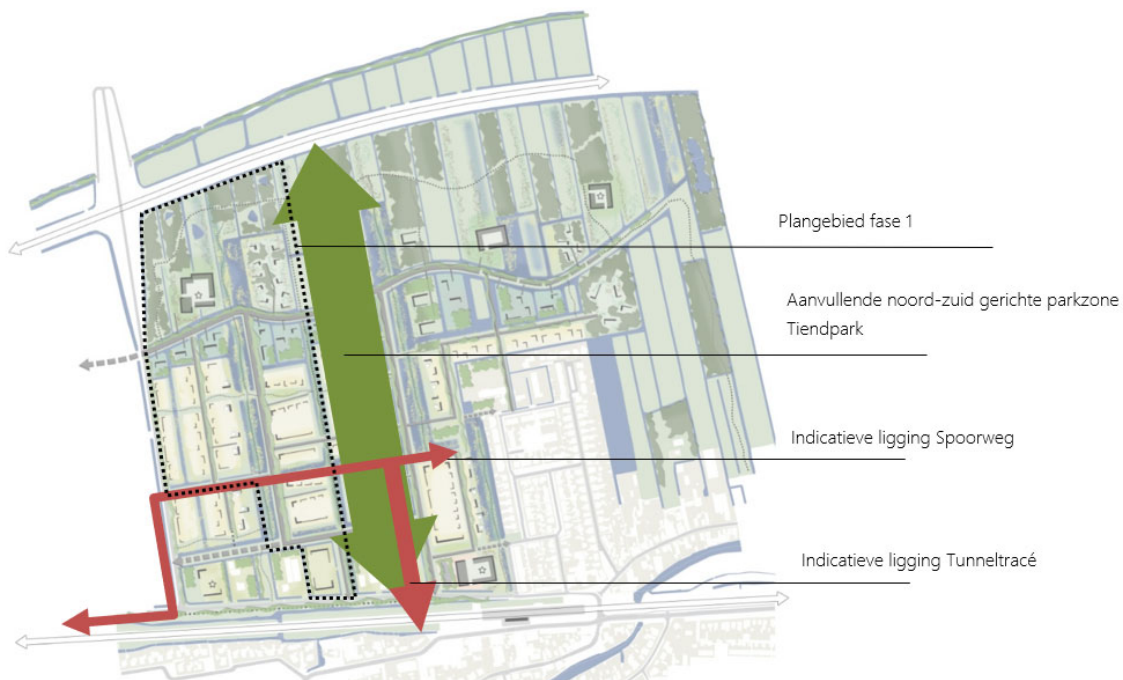 Plangebied fase 1
Aanvullende noord-zuid gerichte parkzone
Tiendpark
Indicatieve ligging Spoorweg
Indicatieve ligging Tunneltracé